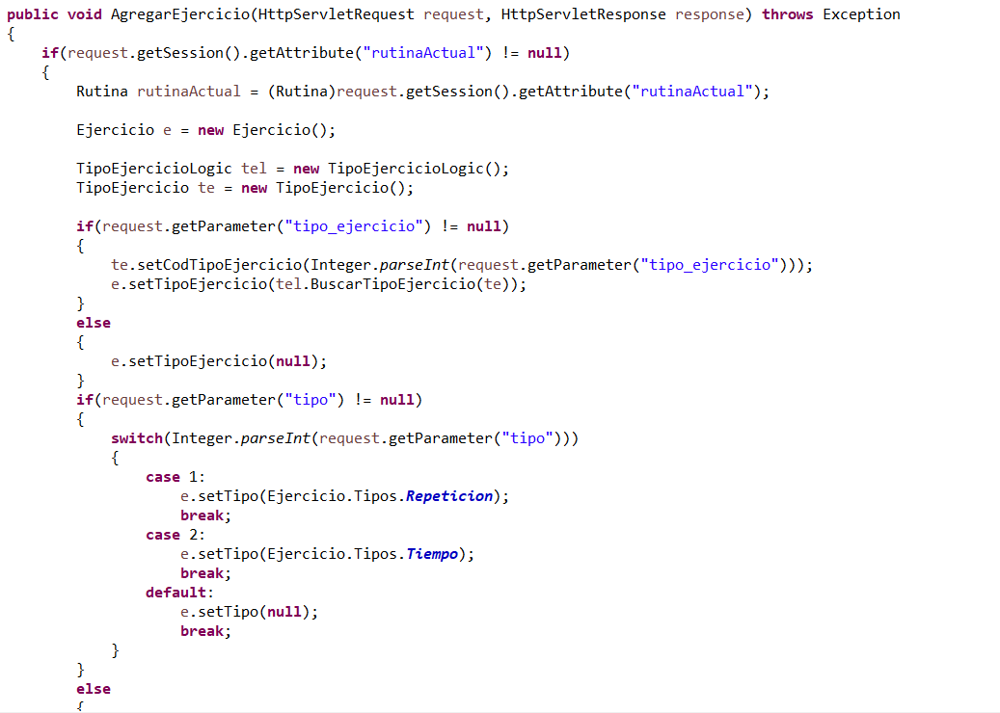 public void AgregarEjercicio(HttpServletRequest request, HttpServletResponse response) throws Exception
{
    if(request.getSession().getAttribute("rutinaActual") != null)
    {
        Rutina rutinaActual = (Rutina)request.getSession().getAttribute("rutinaActual");

        Ejercicio e = new Ejercicio();

        TipoEjercicioLogic tel = new TipoEjercicioLogic();
        TipoEjercicio te = new TipoEjercicio();

        if(request.getParameter("tipo_ejercicio") != null)
        {
            te.setCodTipoEjercicio(Integer.parseInt(request.getParameter("tipo_ejercicio")));
            e.setTipoEjercicio(tel.BuscarTipoEjercicio(te));
        }
        else
        {
            e.setTipoEjercicio(null);
        }
        if(request.getParameter("tipo") != null)
        {
            switch(Integer.parseInt(request.getParameter("tipo")))
            {
                case 1:
                    e.setTipo(Ejercicio.Tipos.Repeticion);
                    break;
                case 2:
                    e.setTipo(Ejercicio.Tipos.Tiempo);
                    break;
                default:
                    e.setTipo(null);
                    break;
            }
        }
        else
        {